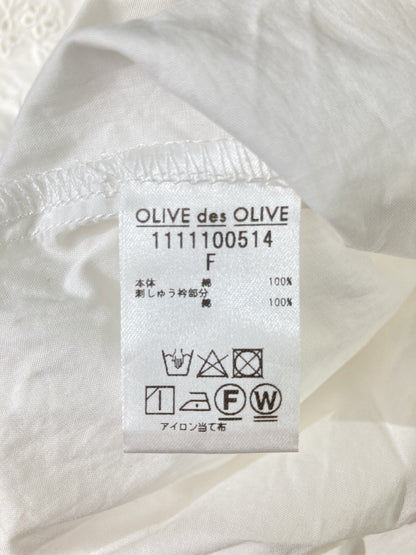 OLIVE des OLIVE
1111100514
F
本体 綿 100%
刺しゅう衿部分
綿 100%
F W
アイロン当て布